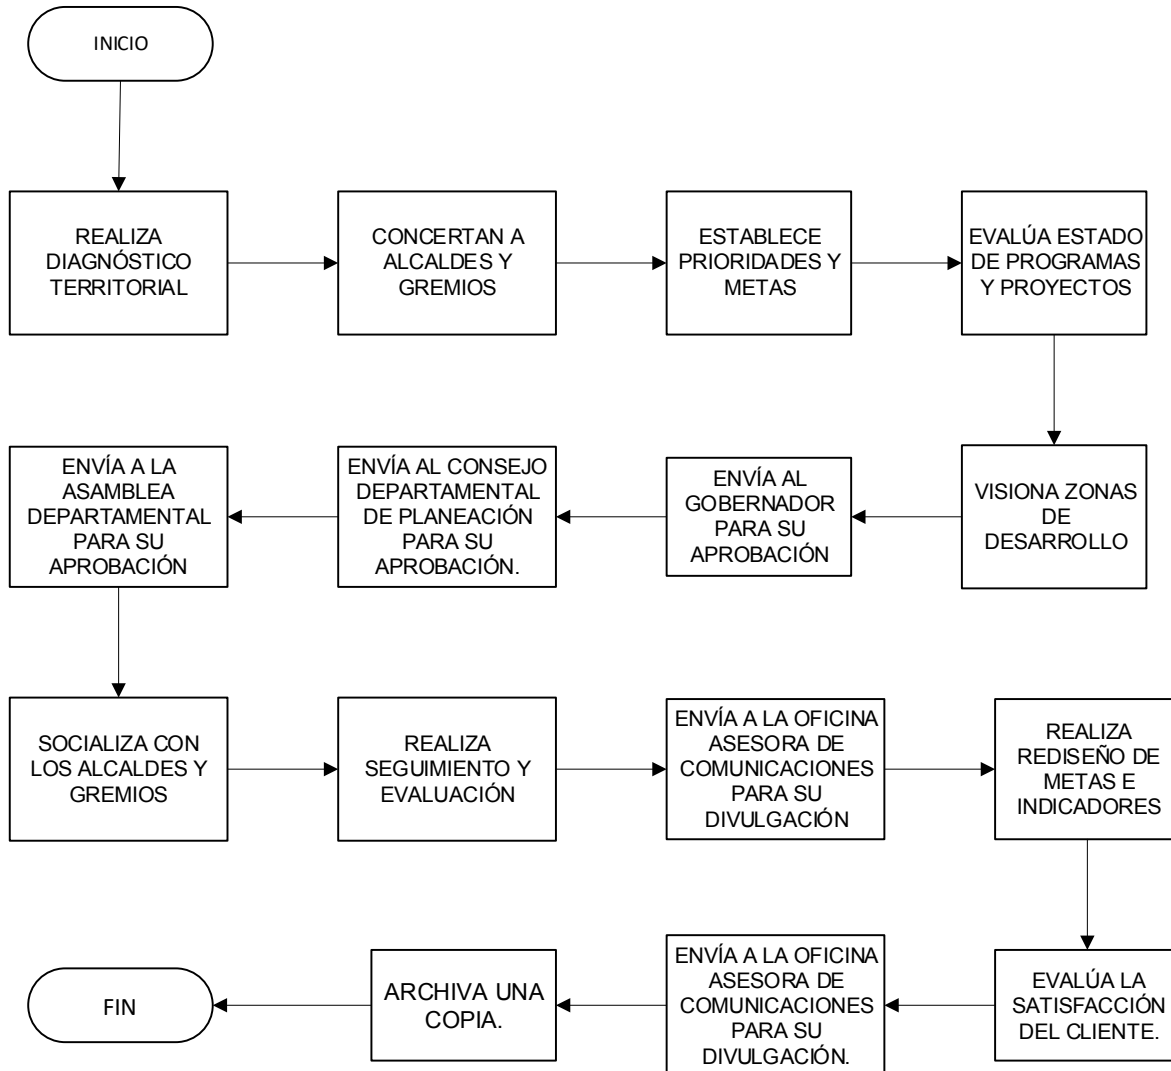 INICIO
REALIZA
DIAGNÓSTICO
TERRITORIAL
CONCERTAN A
ALCALDES Y
GREMIOS
ESTABLECE
PRIORIDADES Y
METAS
EVALÚA ESTADO
DE PROGRAMAS
Y PROYECTOS
VISIONA ZONAS
DE
DESARROLLO
ENVÍA AL
GOBERNADOR
PARA SU
APROBACIÓN
ENVÍA AL CONSEJO
DEPARTAMENTAL
DE PLANEACIÓN
PARA SU
APROBACIÓN.
ENVÍA A LA
ASAMBLEA
DEPARTAMENTAL
PARA SU
APROBACIÓN
SOCIALIZA CON
LOS ALCALDES Y
GREMIOS
REALIZA
SEGUIMIENTO Y
EVALUACIÓN
ENVÍA A LA OFICINA
ASESORA DE
COMUNICACIONES
PARA SU
DIVULGACIÓN
REALIZA
REDISEÑO DE
METAS E
INDICADORES
EVALÚA LA
SATISFACCIÓN
DEL CLIENTE.
ENVÍA A LA OFICINA
ASESORA DE
COMUNICACIONES
PARA SU
DIVULGACIÓN.
ARCHIVA UNA
COPIA.
FIN